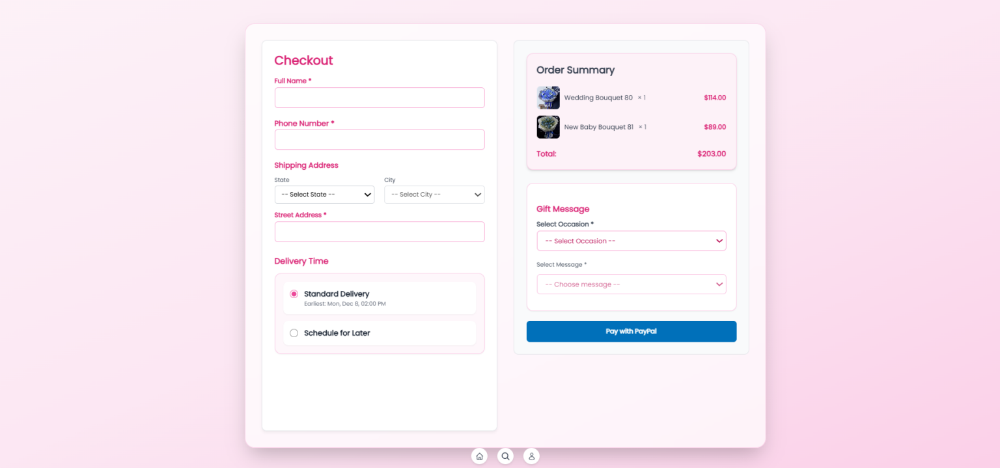 Checkout
Full Name *
Phone Number *
Shipping Address
State
City
-- Select State --
-- Select City --
Street Address *
Delivery Time
Standard Delivery
Earliest: Mon, Dec 8, 02:00 PM
Schedule for Later
Order Summary
Wedding Bouquet 80 × 1 $114.00
New Baby Bouquet 81 × 1 $89.00
Total: $203.00
Gift Message
Select Occasion *
-- Select Occasion --
Select Message *
-- Choose message --
Pay with PayPal